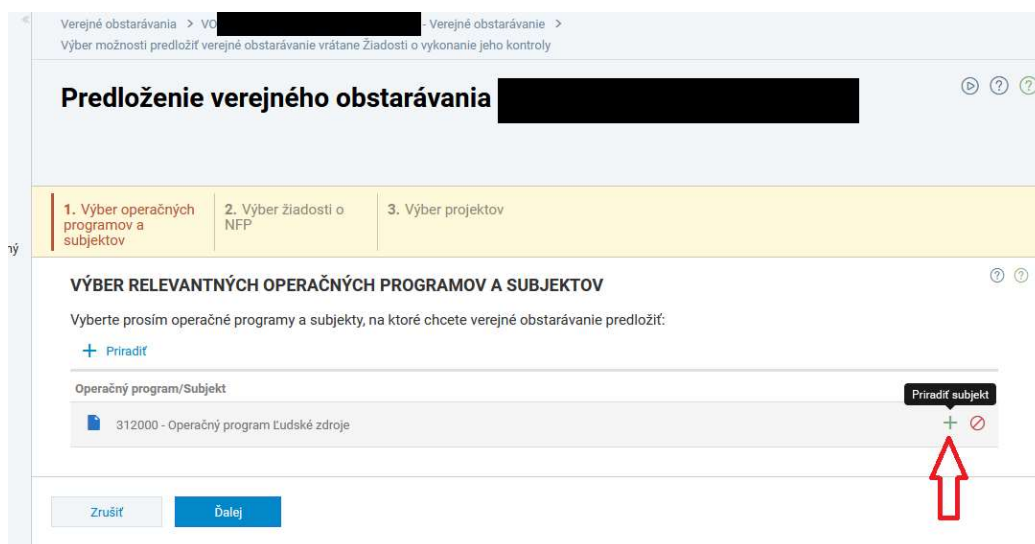 Verejné obstarávania > VO - Verejné obstarávanie >
Výber možnosti predložiť verejné obstarávanie vrátane Žiadosti o vykonanie jeho kontroly
Predloženie verejného obstarávania
1. Výber operačných
programov a
subjektov
2. Výber žiadosti o
NFP
3. Výber projektov
ný
VÝBER RELEVANTNÝCH OPERAČNÝCH PROGRAMOV A SUBJEKTOV
Vyberte prosím operačné programy a subjekty, na ktoré chcete verejné obstarávanie predložiť:
+ Priradiť
Operačný program/Subjekt
Priradiť subjekt
312000 - Operačný program Ľudské zdroje
Zrušiť
Ďalej